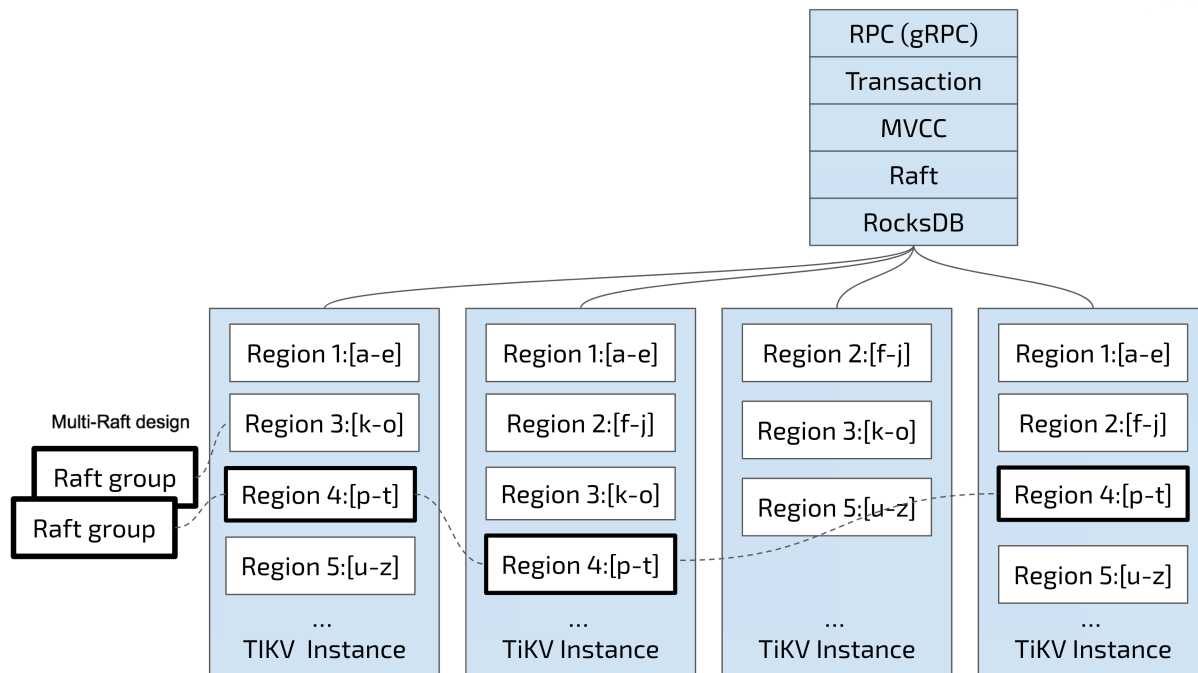 RPC (gRPC)
Transaction
MVCC
Raft
RocksDB
Multi-Raft design
Raft group
Raft group
Region 1:[a-e]
Region 3:[k-o]
Region 4:[p-t]
Region 5:[u-z]
...
TIKV Instance
Region 1:[a-e]
Region 2:[f-j]
Region 3:[k-o]
Region 4:[p-t]
...
TiKV Instance
Region 2:[f-j]
Region 3:[k-o]
Region 5:[u-z]
...
TiKV Instance
Region 1:[a-e]
Region 2:[f-j]
Region 4:[p-t]
Region 5:[u-z]
...
TiKV Instance